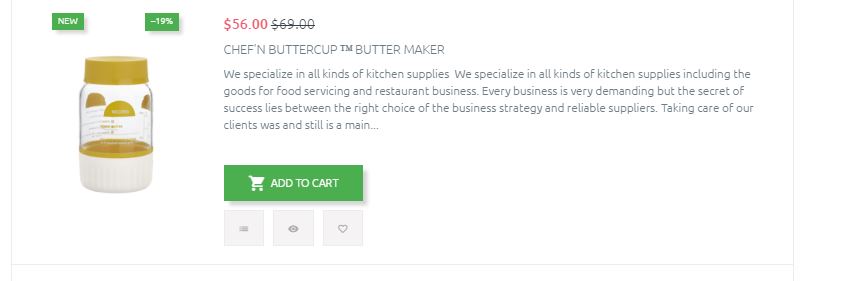 NEW
–19%
$56.00 $69.00
CHEF'N BUTTERCUP ™ BUTTER MAKER
We specialize in all kinds of kitchen supplies  We specialize in all kinds of kitchen supplies including the
goods for food servicing and restaurant business. Every business is very demanding but the secret of
success lies between the right choice of the business strategy and reliable suppliers. Taking care of our
clients was and still is a main...
ADD TO CART